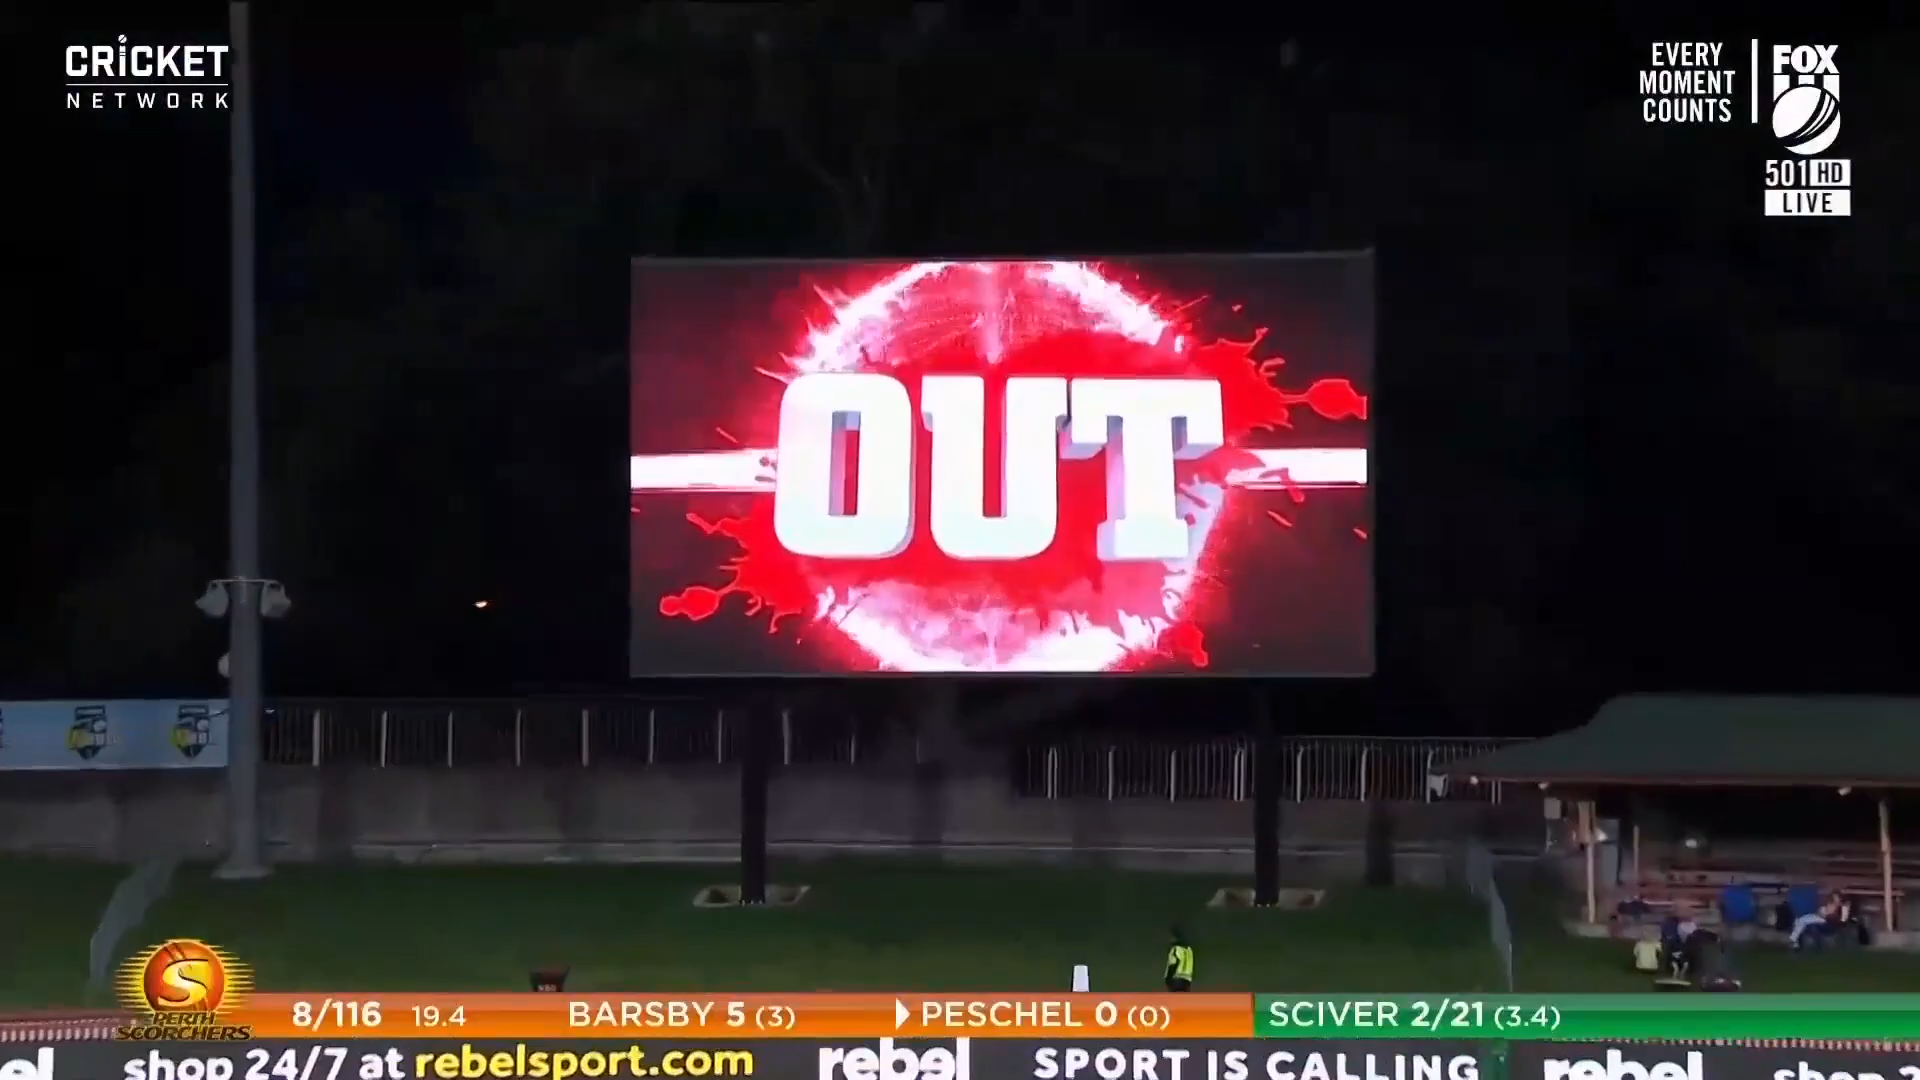 CRICKET
NETWORK
EVERY
MOMENT
COUNTS
FOX
501 HD
LIVE
OUT
PERTH
SCORCHERS
8/116 19.4 BARSBY 5 (3) PESCHEL 0 (0) SCIVER 2/21 (3.4)
shop 24/7 at rebelsport.com rebel SPORT IS CALLING rebel